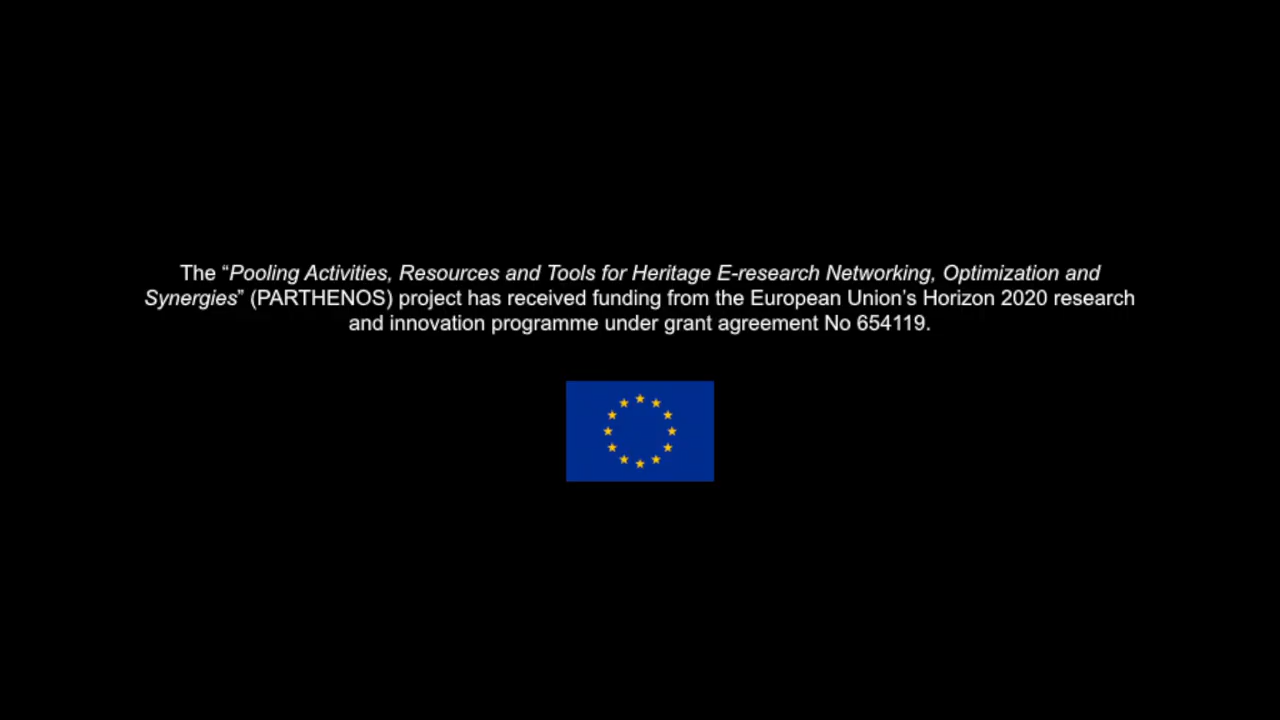 The “Pooling Activities, Resources and Tools for Heritage E-research Networking, Optimization and
Synergies” (PARTHENOS) project has received funding from the European Union’s Horizon 2020 research
and innovation programme under grant agreement No 654119.